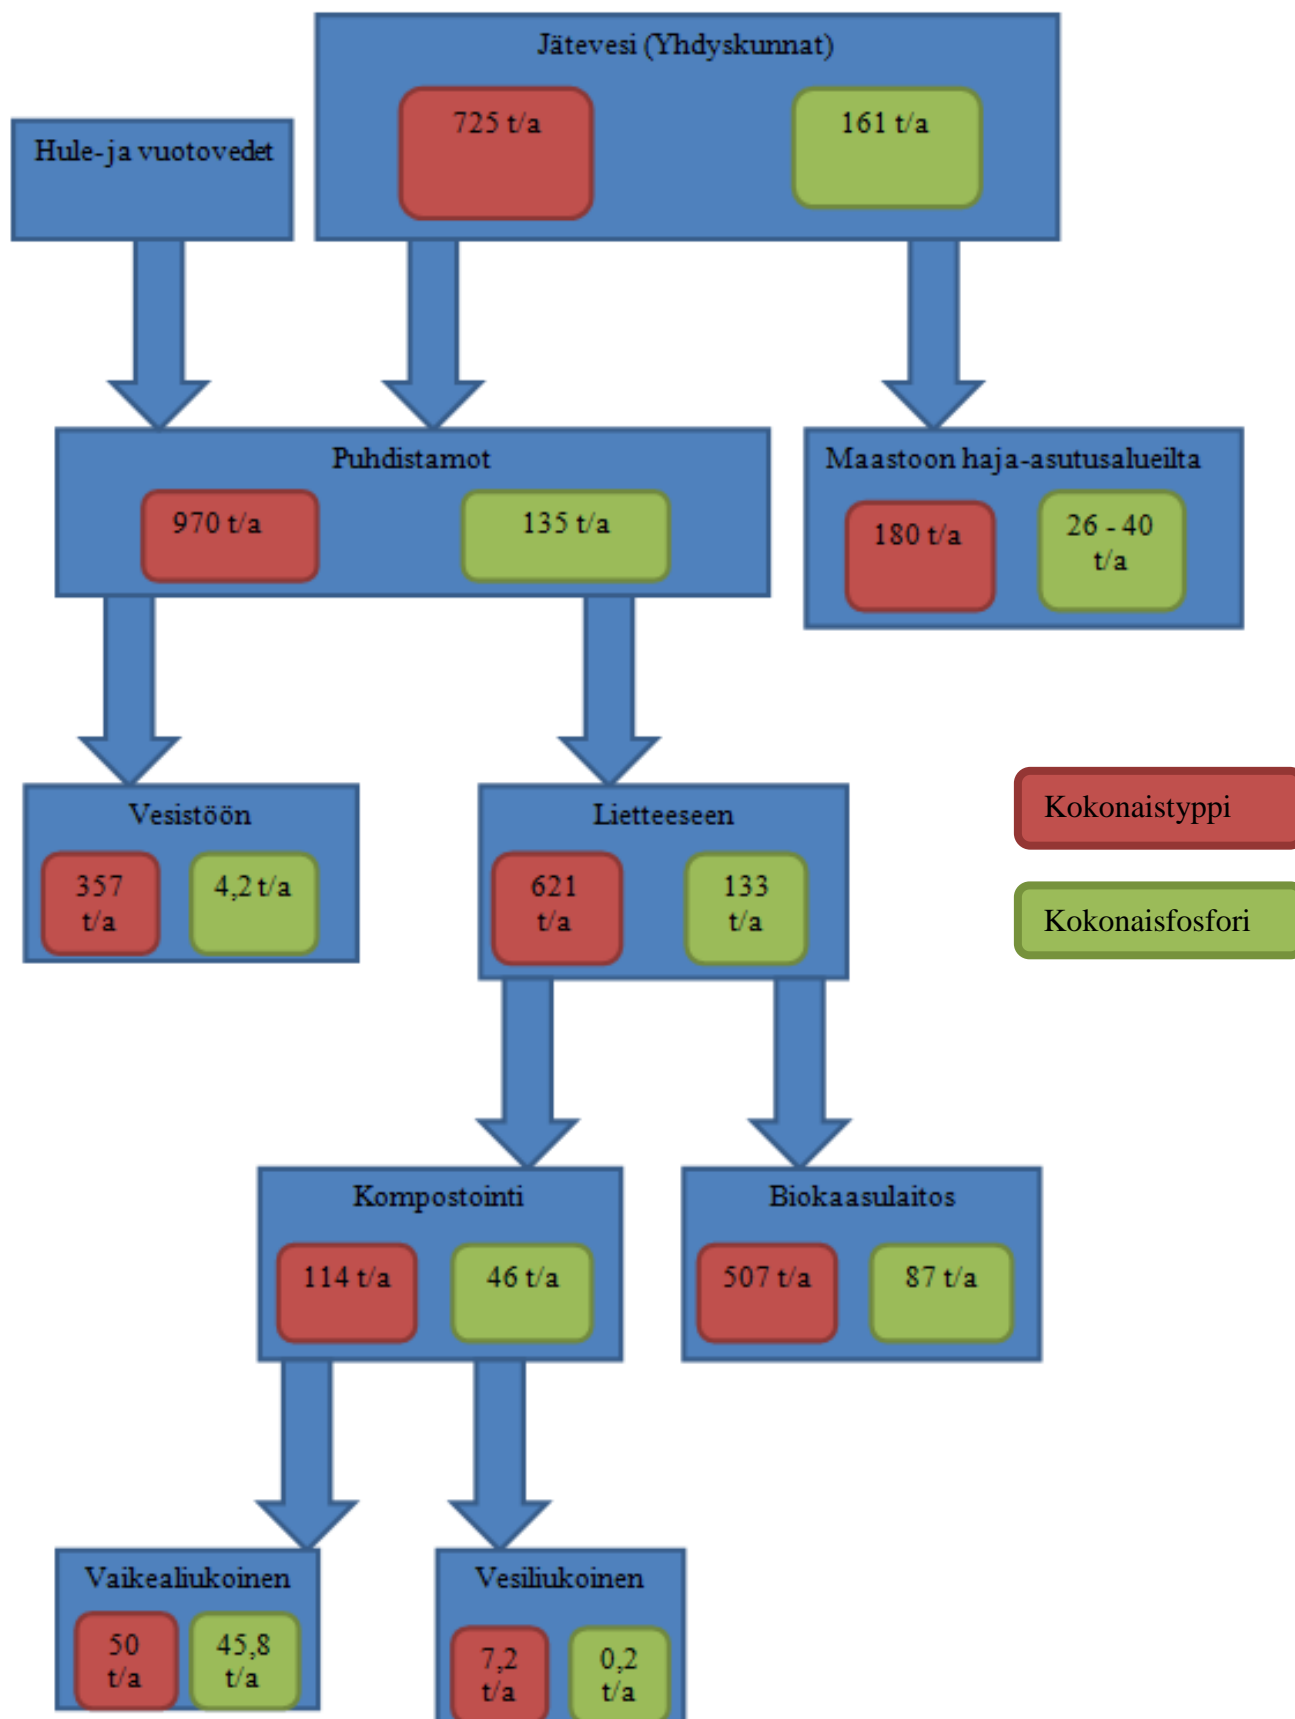 Jätevesi (Yhdyskunnat)
725 t/a
161 t/a
Hule- ja vuotovedet
Puhdistamot
970 t/a
135 t/a
Maastoon haja-asutusalueilta
180 t/a
26 - 40
t/a
Vesistöön
357
t/a
4,2 t/a
Lietteeseen
621
t/a
133
t/a
Kokonaistyppi
Kokonaisfosfori
Kompostointi
114 t/a
46 t/a
Biokaasulaitos
507 t/a
87 t/a
Vaikealiukoinen
50
t/a
45,8
t/a
Vesiliukoinen
7,2
t/a
0,2
t/a